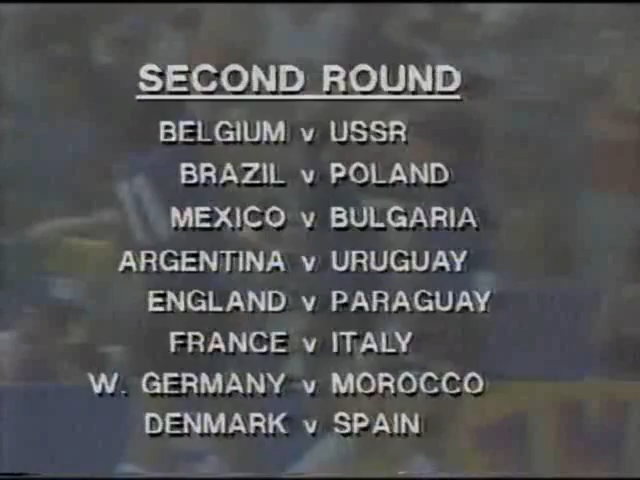 SECOND ROUND
BELGIUM v USSR
BRAZIL v POLAND
MEXICO v BULGARIA
ARGENTINA v URUGUAY
ENGLAND v PARAGUAY
FRANCE v ITALY
W. GERMANY v MOROCCO
DENMARK v SPAIN